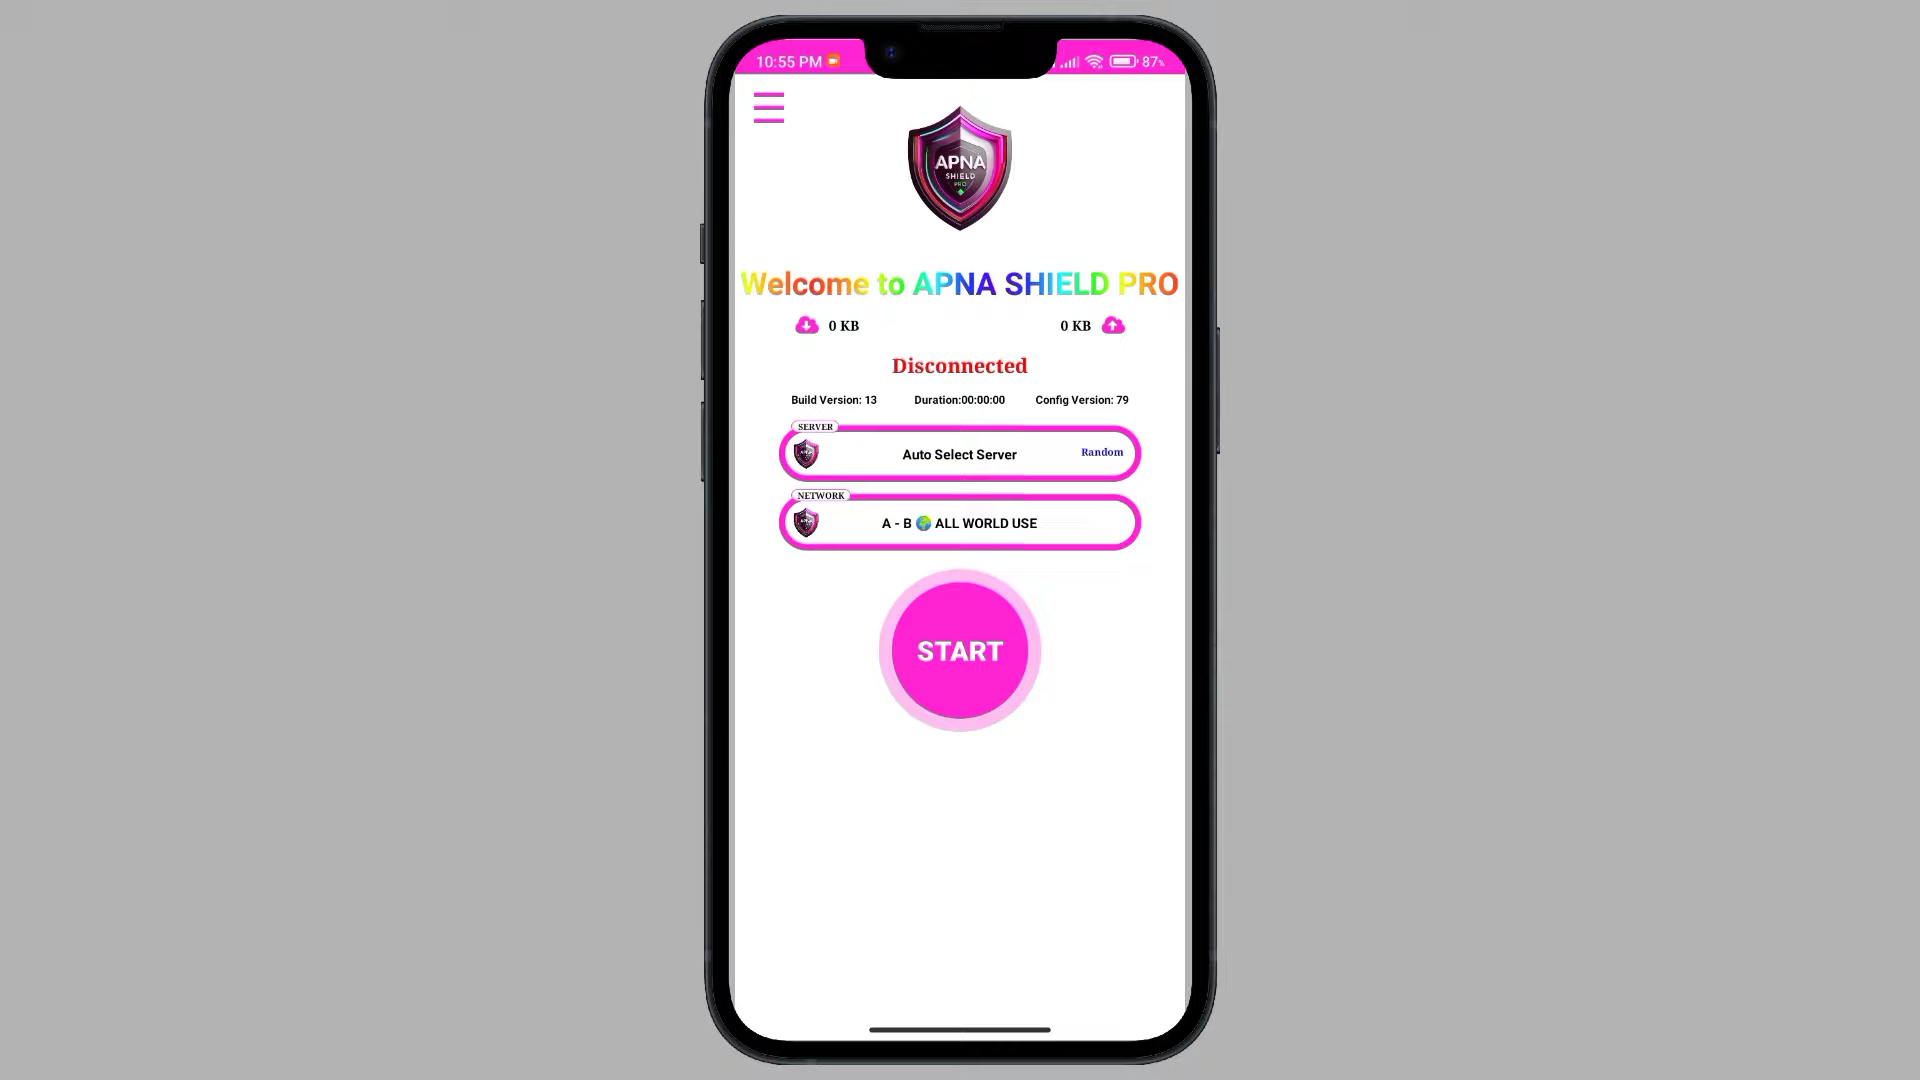 10:55 PM 87%
APNA
SHIELD
PRO
Welcome to APNA SHIELD PRO
0 KB 0 KB
Disconnected
Build Version: 13 Duration:00:00:00 Config Version: 79
SERVER
Auto Select Server Random
NETWORK
A - B 🌍 ALL WORLD USE
START